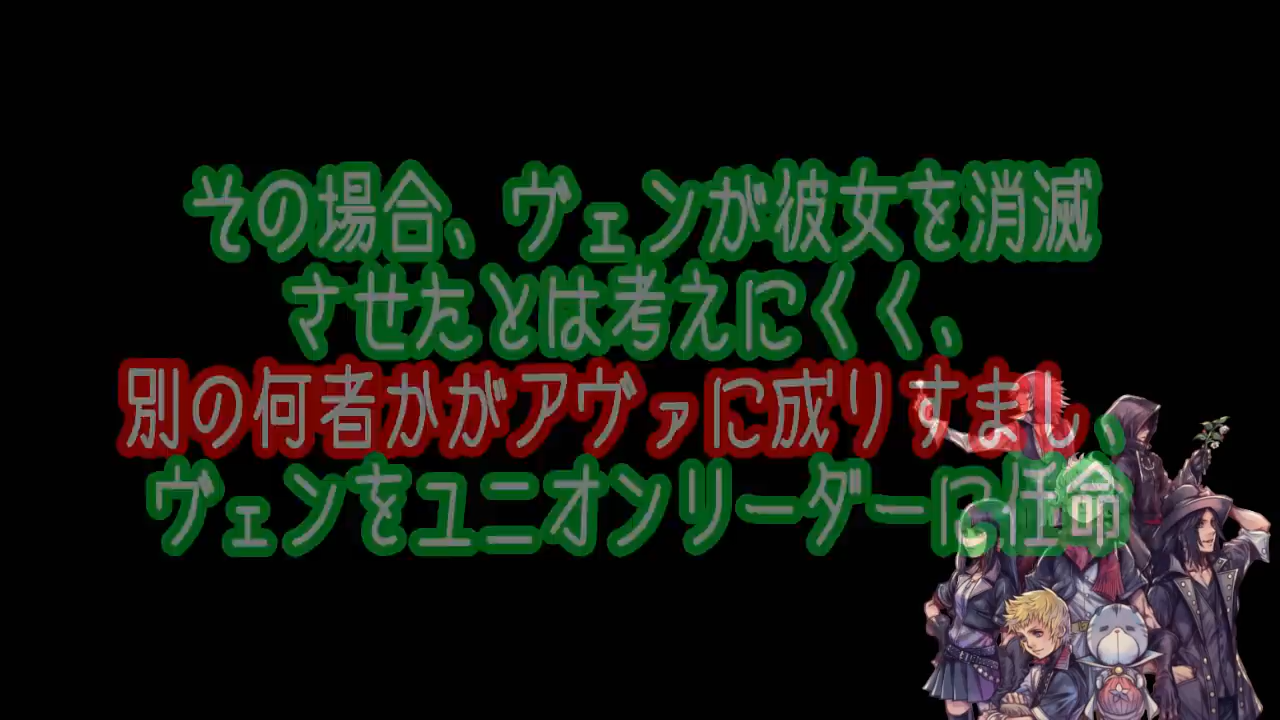 その場合、ヴェンが彼女を消滅
させたとは考えにくく、
別の何者かがアヴァに成りすまし、
ヴェンをユニオンリーダーに任命